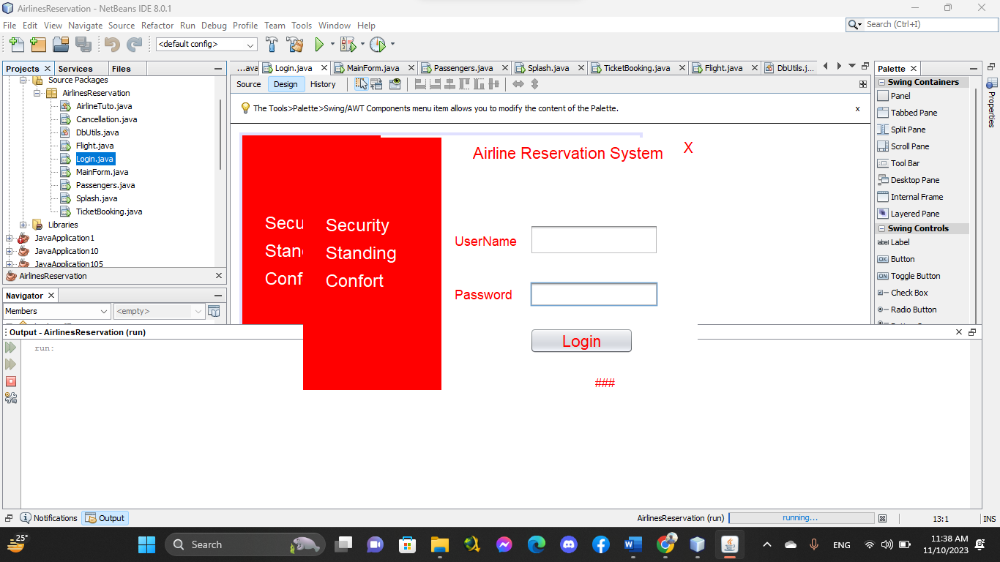 AirlinesReservation - NetBeans IDE 8.0.1
File Edit View Navigate Source Refactor Run Debug Profile Team Tools Window Help
Search (Ctrl+I)
<default config>
Projects X Services Files
Source Packages
AirlinesReservation
AirlineTuto.java
Cancellation.java
DbUtils.java
Flight.java
Login.java
MainForm.java
Passengers.java
Splash.java
TicketBooking.java
Libraries
JavaApplication1
JavaApplication10
JavaApplication105
AirlinesReservation
Navigator
Members
<empty>
...ava Login.java MainForm.java Passengers.java Splash.java TicketBooking.java Flight.java DbUtils.j...
Source Design History
The Tools>Palette>Swing/AWT Components menu item allows you to modify the content of the Palette. x
Secu
Stan
Conf
Security
Standing
Confort
Airline Reservation System X
UserName
Password
Login
###
Palette
Swing Containers
Panel
Tabbed Pane
Split Pane
Scroll Pane
Tool Bar
Desktop Pane
Internal Frame
Layered Pane
Swing Controls
label Label
OK Button
ON Toggle Button
Check Box
Radio Button
Properties
Output - AirlinesReservation (run)
run:
Notifications Output
AirlinesReservation (run) running... 13:1 INS
25°
Search
ENG
11:38 AM
11/10/2023